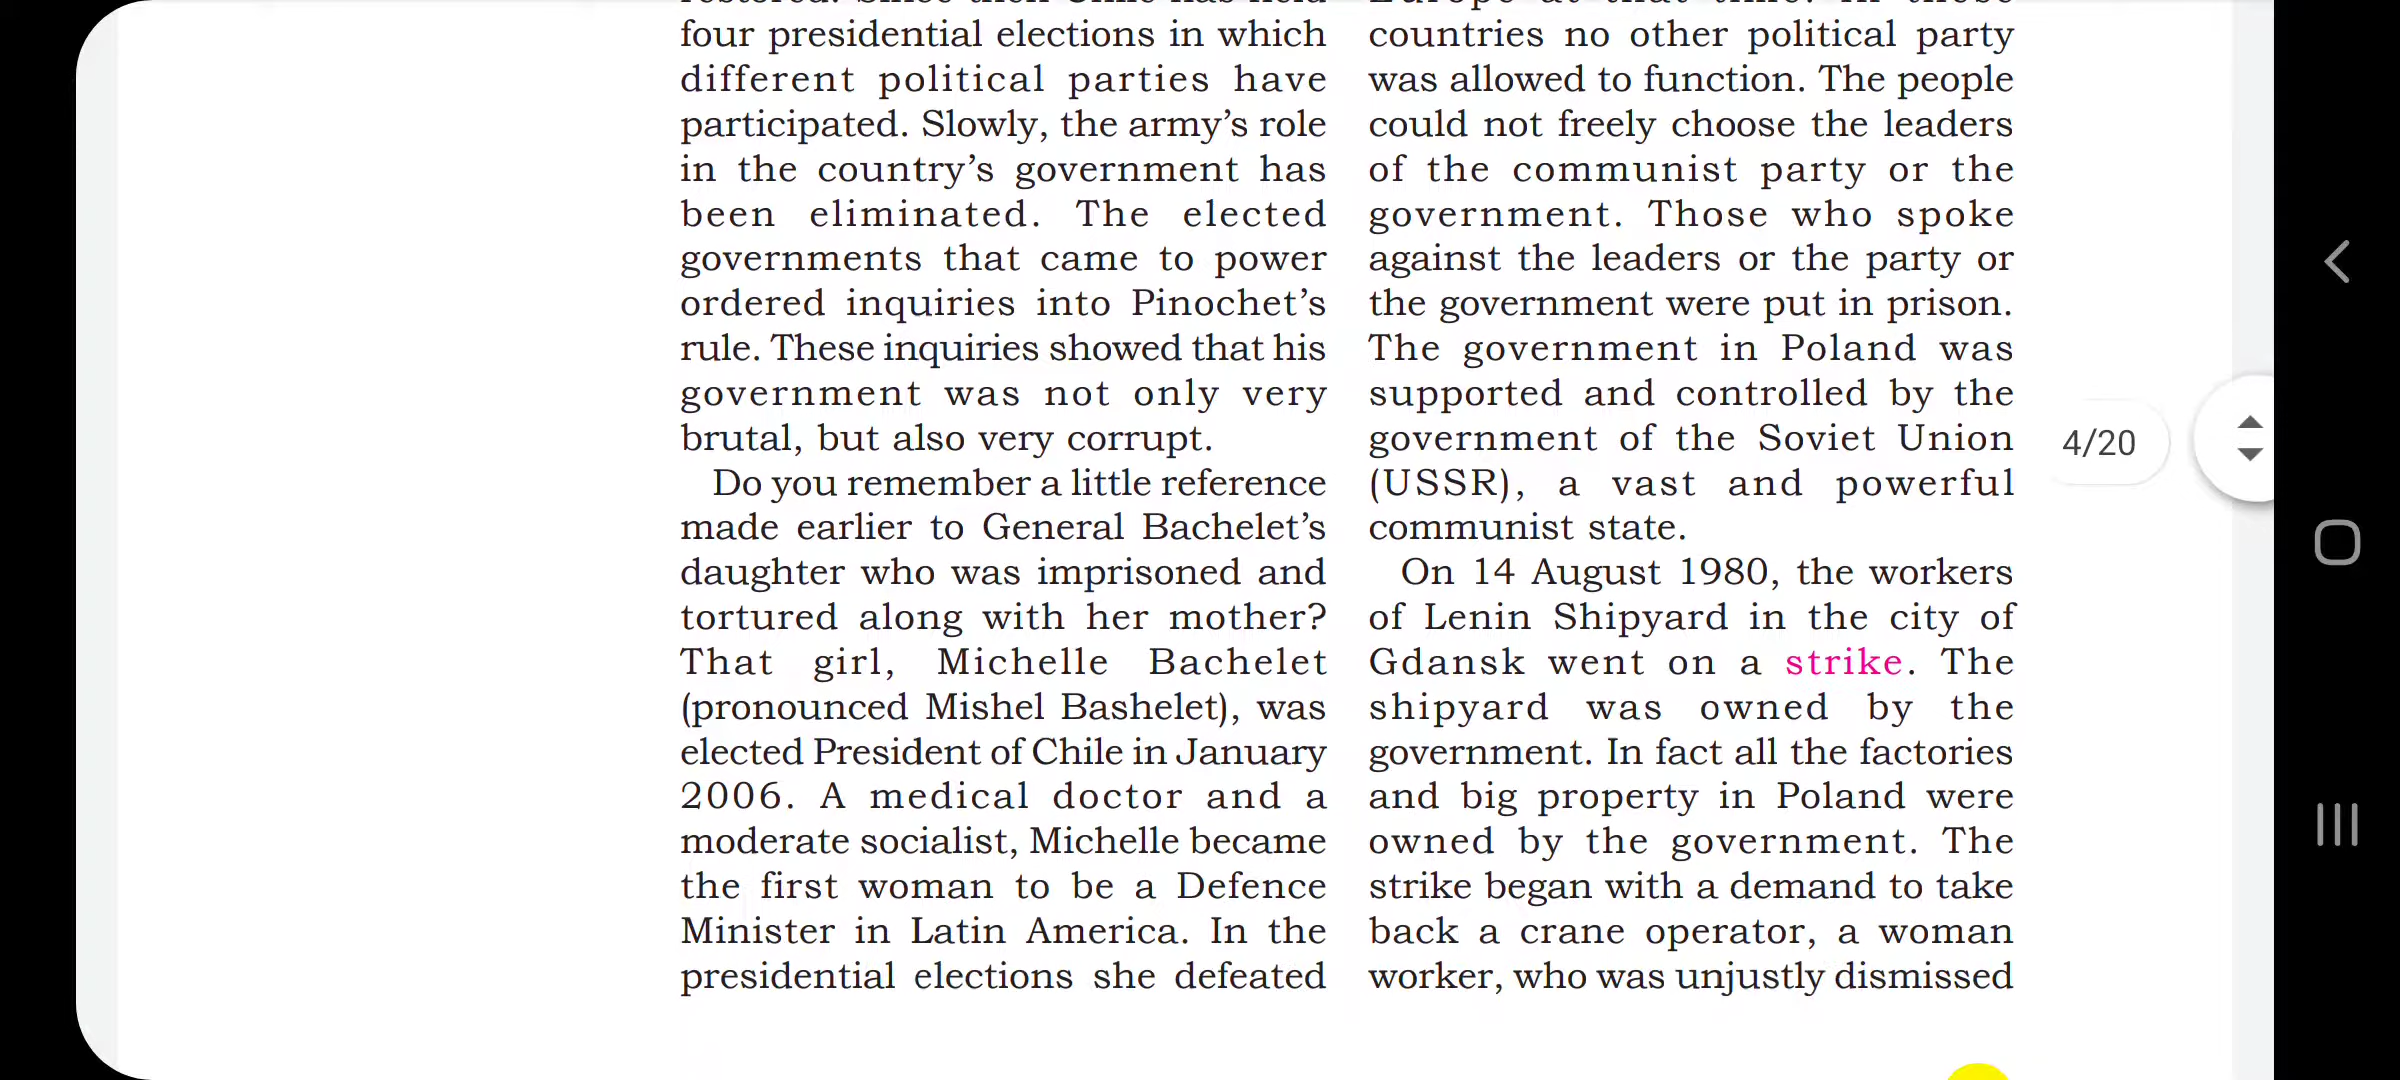 four presidential elections in which
different political parties have
participated. Slowly, the army's role
in the country's government has
been eliminated. The elected
governments that came to power
ordered inquiries into Pinochet's
rule. These inquiries showed that his
government was not only very
brutal, but also very corrupt.
Do you remember a little reference
made earlier to General Bachelet's
daughter who was imprisoned and
tortured along with her mother?
That girl, Michelle Bachelet
(pronounced Mishel Bashelet), was
elected President of Chile in January
2006. A medical doctor and a
moderate socialist, Michelle became
the first woman to be a Defence
Minister in Latin America. In the
presidential elections she defeated
countries no other political party
was allowed to function. The people
could not freely choose the leaders
of the communist party or the
government. Those who spoke
against the leaders or the party or
the government were put in prison.
The government in Poland was
supported and controlled by the
government of the Soviet Union
(USSR), a vast and powerful
communist state.
On 14 August 1980, the workers
of Lenin Shipyard in the city of
Gdansk went on a strike. The
shipyard was owned by the
government. In fact all the factories
and big property in Poland were
owned by the government. The
strike began with a demand to take
back a crane operator, a woman
worker, who was unjustly dismissed
4/20